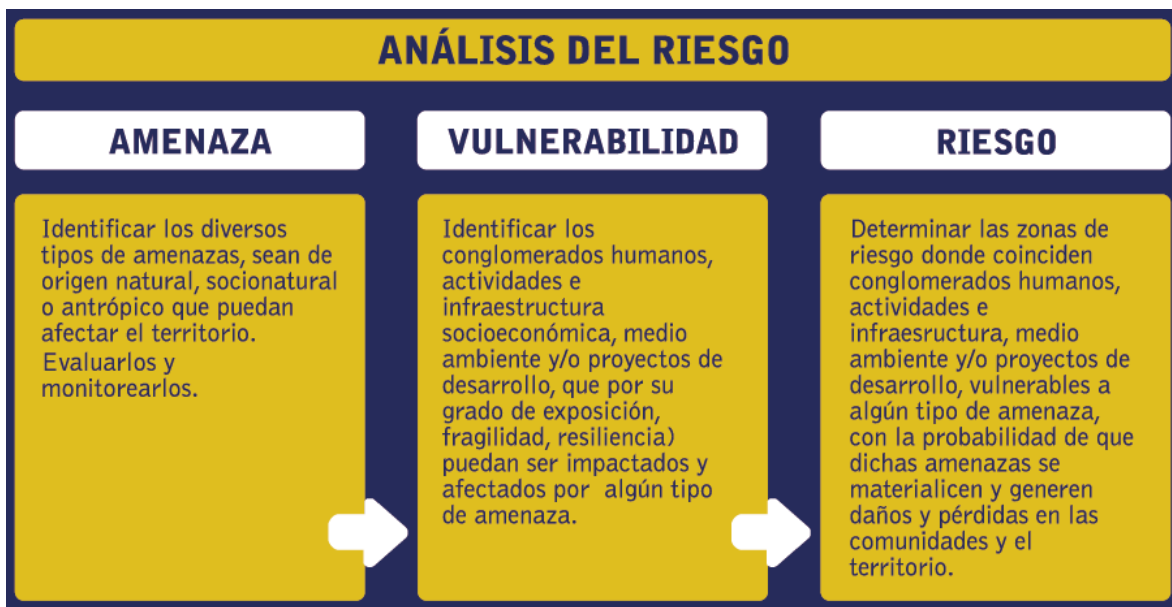 ANÁLISIS DEL RIESGO
AMENAZA
Identificar los diversos
tipos de amenazas, sean de
origen natural, socionatural
o antrópico que puedan
afectar el territorio.
Evaluarlos y
monitorearlos.
VULNERABILIDAD
Identificar los
conglomerados humanos,
actividades e
infraestructura
socioeconómica, medio
ambiente y/o proyectos de
desarrollo, que por su
grado de exposición,
fragilidad, resiliencia)
puedan ser impactados y
afectados por algún tipo
de amenaza.
RIESGO
Determinar las zonas de
riesgo donde coinciden
conglomerados humanos,
actividades e
infraesructura, medio
ambiente y/o proyectos de
desarrollo, vulnerables a
algún tipo de amenaza,
con la probabilidad de que
dichas amenazas se
materialicen y generen
daños y pérdidas en las
comunidades y el
territorio.